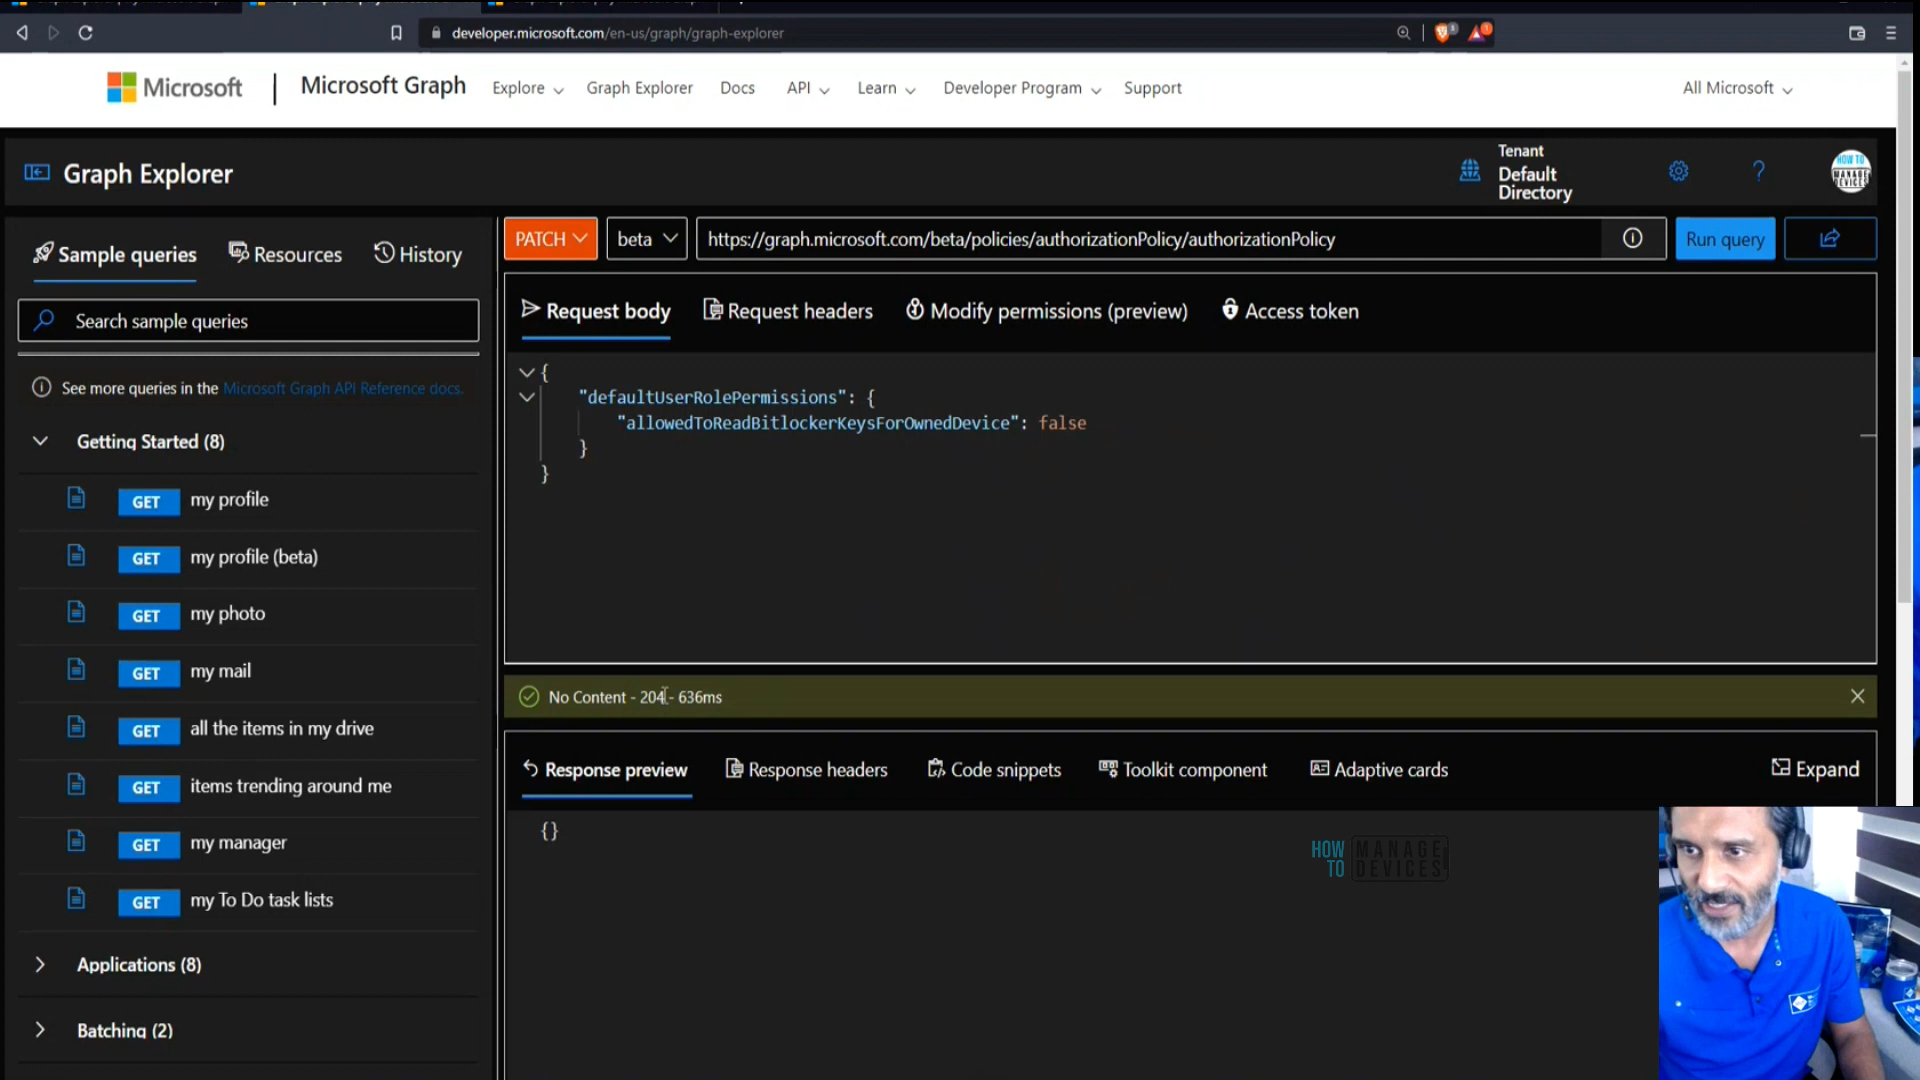 developer.microsoft.com/en-us/graph/graph-explorer
Microsoft
Microsoft Graph
Explore
Graph Explorer
Docs
API
Learn
Developer Program
Support
All Microsoft
Graph Explorer
Tenant
Default
Directory
HOW TO
MANAGE
DEVICES
Sample queries
Resources
History
PATCH
beta
https://graph.microsoft.com/beta/policies/authorizationPolicy/authorizationPolicy
Run query
Search sample queries
Request body
Request headers
Modify permissions (preview)
Access token
See more queries in the Microsoft Graph API Reference docs.
{
"defaultUserRolePermissions": {
"allowedToReadBitlockerKeysForOwnedDevice": false
}
}
Getting Started (8)
GET my profile
GET my profile (beta)
GET my photo
GET my mail
GET all the items in my drive
GET items trending around me
GET my manager
GET my To Do task lists
Applications (8)
Batching (2)
No Content - 204 - 636ms
Response preview
Response headers
Code snippets
Toolkit component
Adaptive cards
Expand
{}
HOW TO
MANAGE
DEVICES